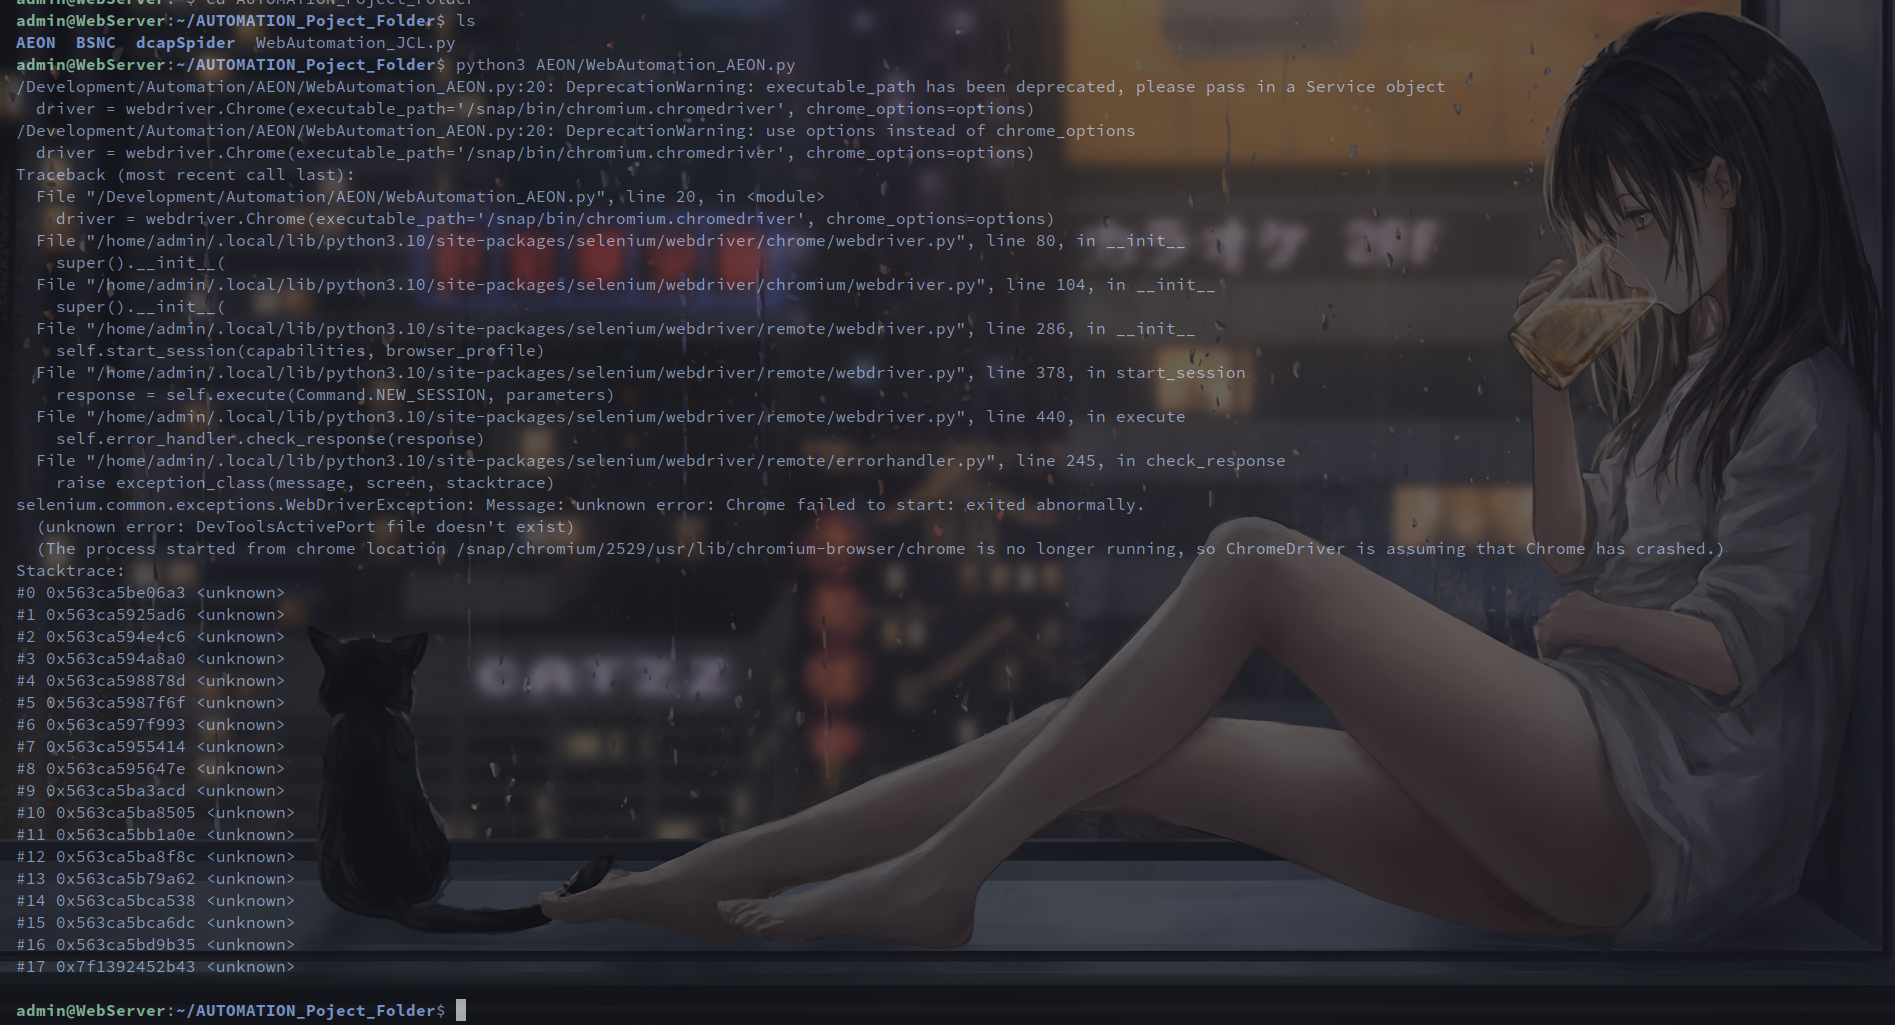 admin@WebServer:~/AUTOMATION_Poject_Folder$ ls
AEON  BSNC  dcapSpider  WebAutomation_JCL.py
admin@WebServer:~/AUTOMATION_Poject_Folder$ python3 AEON/WebAutomation_AEON.py
/Development/Automation/AEON/WebAutomation_AEON.py:20: DeprecationWarning: executable_path has been deprecated, please pass in a Service object
  driver = webdriver.Chrome(executable_path='/snap/bin/chromium.chromedriver', chrome_options=options)
/Development/Automation/AEON/WebAutomation_AEON.py:20: DeprecationWarning: use options instead of chrome_options
  driver = webdriver.Chrome(executable_path='/snap/bin/chromium.chromedriver', chrome_options=options)
Traceback (most recent call last):
  File "/Development/Automation/AEON/WebAutomation_AEON.py", line 20, in <module>
    driver = webdriver.Chrome(executable_path='/snap/bin/chromium.chromedriver', chrome_options=options)
  File "/home/admin/.local/lib/python3.10/site-packages/selenium/webdriver/chrome/webdriver.py", line 80, in __init__
    super().__init__(
  File "/home/admin/.local/lib/python3.10/site-packages/selenium/webdriver/chromium/webdriver.py", line 104, in __init__
    super().__init__(
  File "/home/admin/.local/lib/python3.10/site-packages/selenium/webdriver/remote/webdriver.py", line 286, in __init__
    self.start_session(capabilities, browser_profile)
  File "/home/admin/.local/lib/python3.10/site-packages/selenium/webdriver/remote/webdriver.py", line 378, in start_session
    response = self.execute(Command.NEW_SESSION, parameters)
  File "/home/admin/.local/lib/python3.10/site-packages/selenium/webdriver/remote/webdriver.py", line 440, in execute
    self.error_handler.check_response(response)
  File "/home/admin/.local/lib/python3.10/site-packages/selenium/webdriver/remote/errorhandler.py", line 245, in check_response
    raise exception_class(message, screen, stacktrace)
selenium.common.exceptions.WebDriverException: Message: unknown error: Chrome failed to start: exited abnormally.
  (unknown error: DevToolsActivePort file doesn't exist)
  (The process started from chrome location /snap/chromium/2529/usr/lib/chromium-browser/chrome is no longer running, so ChromeDriver is assuming that Chrome has crashed.)
Stacktrace:
#0 0x563ca5be06a3 <unknown>
#1 0x563ca5925ad6 <unknown>
#2 0x563ca594e4c6 <unknown>
#3 0x563ca594a8a0 <unknown>
#4 0x563ca598878d <unknown>
#5 0x563ca5987f6f <unknown>
#6 0x563ca597f993 <unknown>
#7 0x563ca5955414 <unknown>
#8 0x563ca595647e <unknown>
#9 0x563ca5ba3acd <unknown>
#10 0x563ca5ba8505 <unknown>
#11 0x563ca5bb1a0e <unknown>
#12 0x563ca5ba8f8c <unknown>
#13 0x563ca5b79a62 <unknown>
#14 0x563ca5bca538 <unknown>
#15 0x563ca5bca6dc <unknown>
#16 0x563ca5bd9b35 <unknown>
#17 0x7f1392452b43 <unknown>
admin@WebServer:~/AUTOMATION_Poject_Folder$
カラオケ
CATZZ